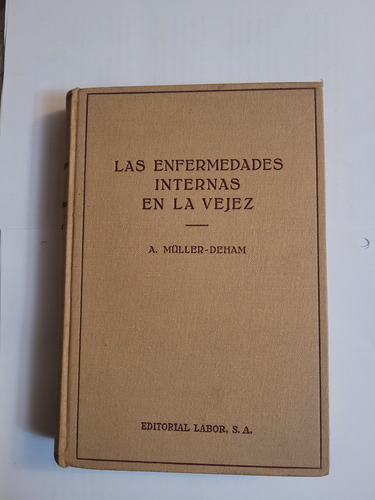 LAS ENFERMEDADES
INTERNAS
EN LA VEJEZ
A. MÜLLER-DEHAM
EDITORIAL LABOR, S. A.